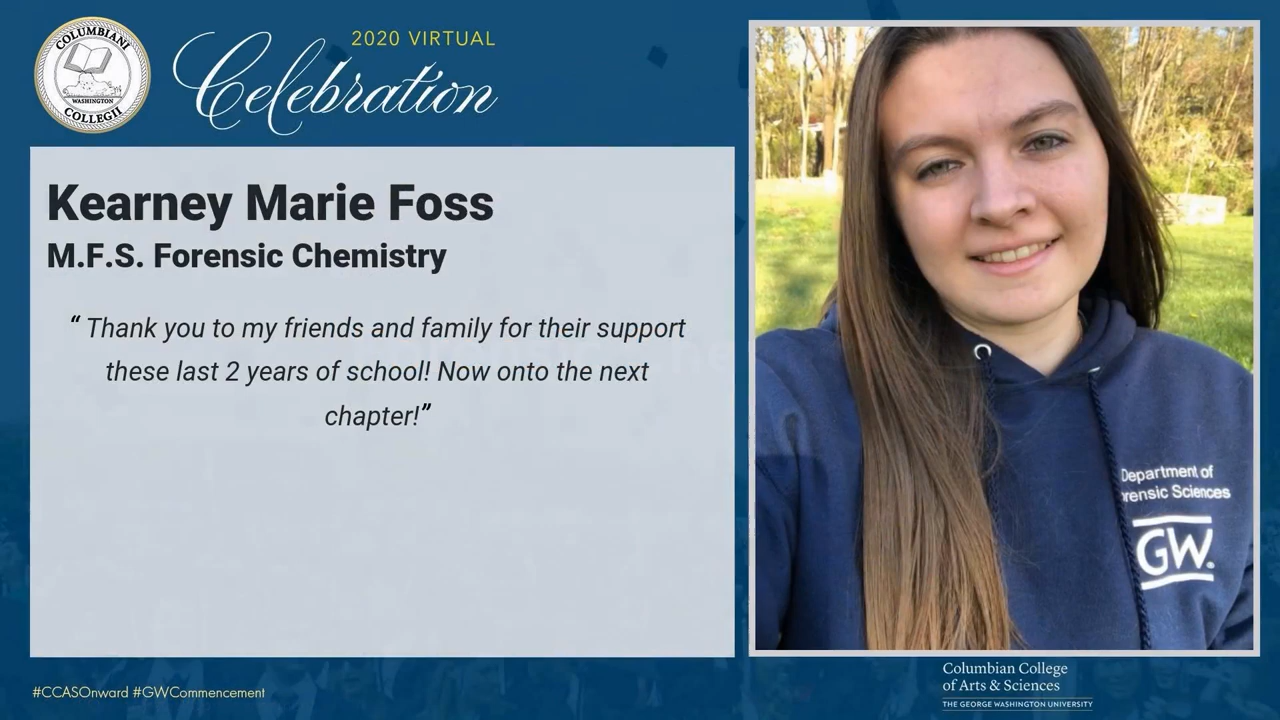 COLUMBIANI
WASHINGTON
COLLEGII
2020 VIRTUAL
Celebration
Kearney Marie Foss
M.F.S. Forensic Chemistry
“ Thank you to my friends and family for their support
these last 2 years of school! Now onto the next
chapter!”
Department of
rensic Sciences
GW.
#CCASOnward #GWCommencement
Columbian College
of Arts & Sciences
THE GEORGE WASHINGTON UNIVERSITY